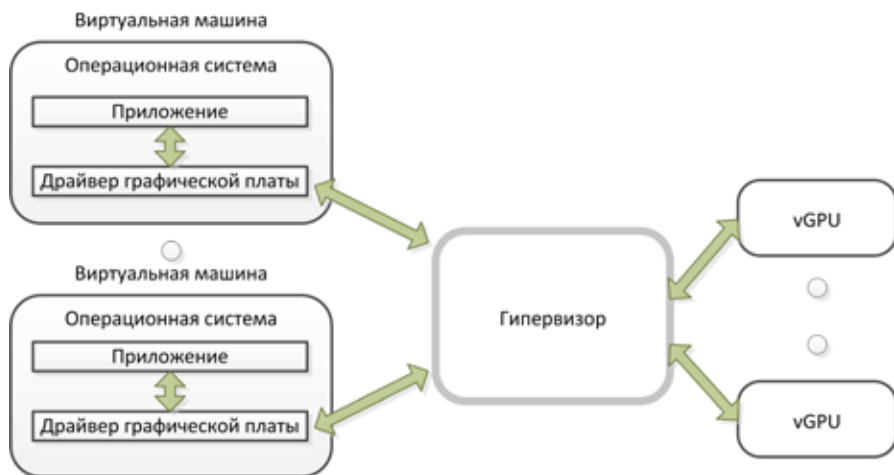 Виртуальная машина
Операционная система
Приложение
Драйвер графической платы
Виртуальная машина
Операционная система
Приложение
Драйвер графической платы
Гипервизор
vGPU
vGPU